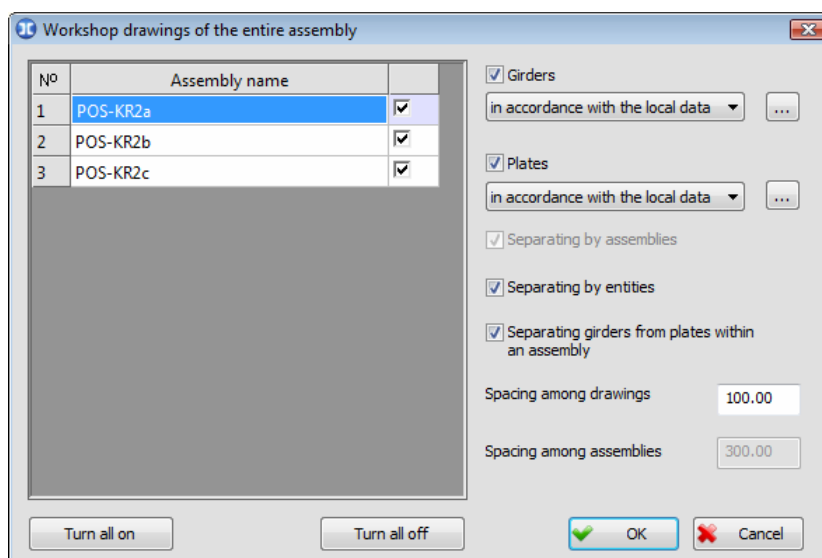 Workshop drawings of the entire assembly
Nº Assembly name
1 POS-KR2a
2 POS-KR2b
3 POS-KR2c
Girders
in accordance with the local data ...
Plates
in accordance with the local data ...
Separating by assemblies
Separating by entities
Separating girders from plates within
an assembly
Spacing among drawings 100.00
Spacing among assemblies 300.00
Turn all on Turn all off OK Cancel